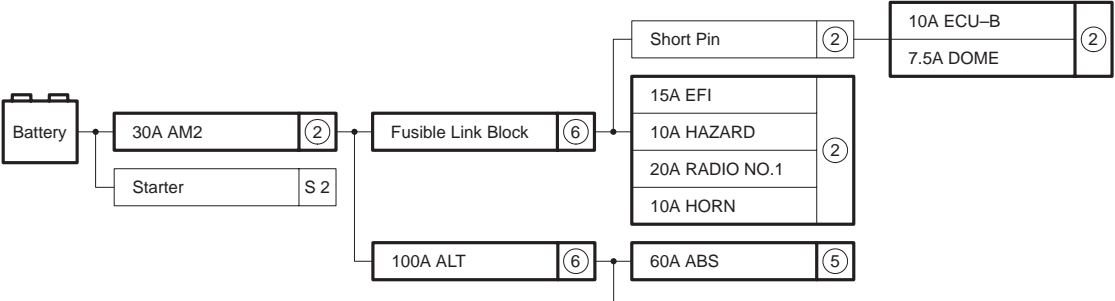 10A ECU–B
Short Pin 2
2
7.5A DOME
15A EFI
Battery 30A AM2 2 Fusible Link Block 6 10A HAZARD
2
20A RADIO NO.1
Starter S 2
10A HORN
100A ALT 6 60A ABS 5